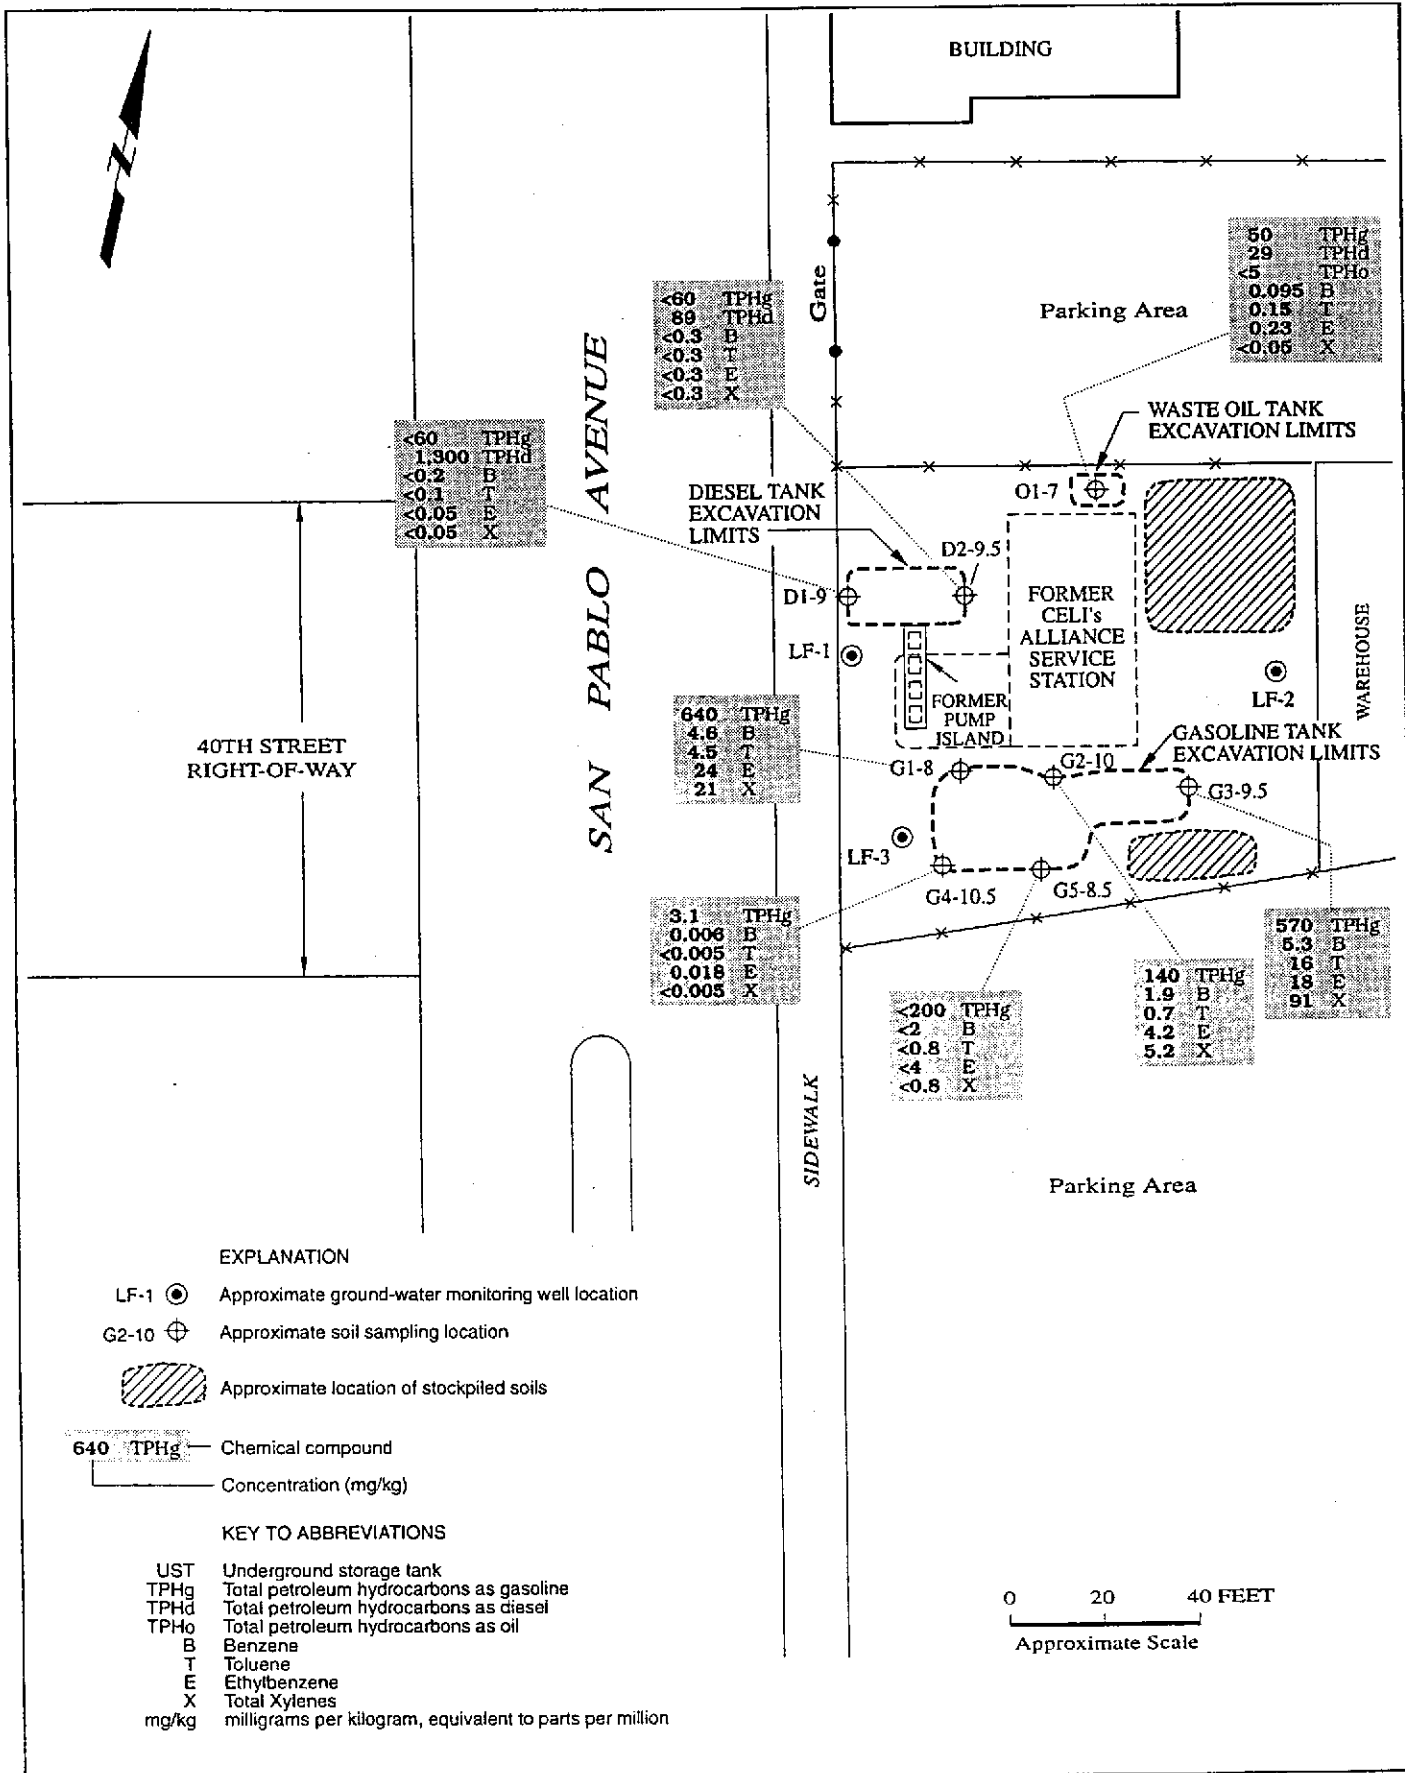 BUILDING
N
50 TPHg
29 TPHd
<5 TPHo
0.095 B
0.15 T
0.23 E
<0.05 X
Gate
Parking Area
<60 TPHg
89 TPHd
<0.3 B
<0.3 T
<0.3 E
<0.3 X
SAN PABLO AVENUE
<60 TPHg
1,300 TPHd
<0.2 B
<0.1 T
<0.05 E
<0.05 X
WASTE OIL TANK
EXCAVATION LIMITS
O1-7
DIESEL TANK
EXCAVATION
LIMITS
D2-9.5
D1-9
FORMER
CELI's
ALLIANCE
SERVICE
STATION
WAREHOUSE
LF-1
LF-2
FORMER
PUMP
ISLAND
640 TPHg
4.6 B
4.5 T
24 E
21 X
40TH STREET
RIGHT-OF-WAY
GASOLINE TANK
EXCAVATION LIMITS
G1-8
G2-10
G3-9.5
LF-3
G4-10.5
G5-8.5
3.1 TPHg
0.006 B
<0.005 T
0.018 E
<0.005 X
570 TPHg
5.3 B
16 T
18 E
91 X
140 TPHg
1.9 B
0.7 T
4.2 E
5.2 X
<200 TPHg
<2 B
<0.8 T
<4 E
<0.8 X
SIDEWALK
Parking Area
EXPLANATION
LF-1 Approximate ground-water monitoring well location
G2-10 Approximate soil sampling location
Approximate location of stockpiled soils
640 TPHg Chemical compound
Concentration (mg/kg)
KEY TO ABBREVIATIONS
UST Underground storage tank
TPHg Total petroleum hydrocarbons as gasoline
TPHd Total petroleum hydrocarbons as diesel
TPHo Total petroleum hydrocarbons as oil
B Benzene
T Toluene
E Ethylbenzene
X Total Xylenes
mg/kg milligrams per kilogram, equivalent to parts per million
0 20 40 FEET
Approximate Scale